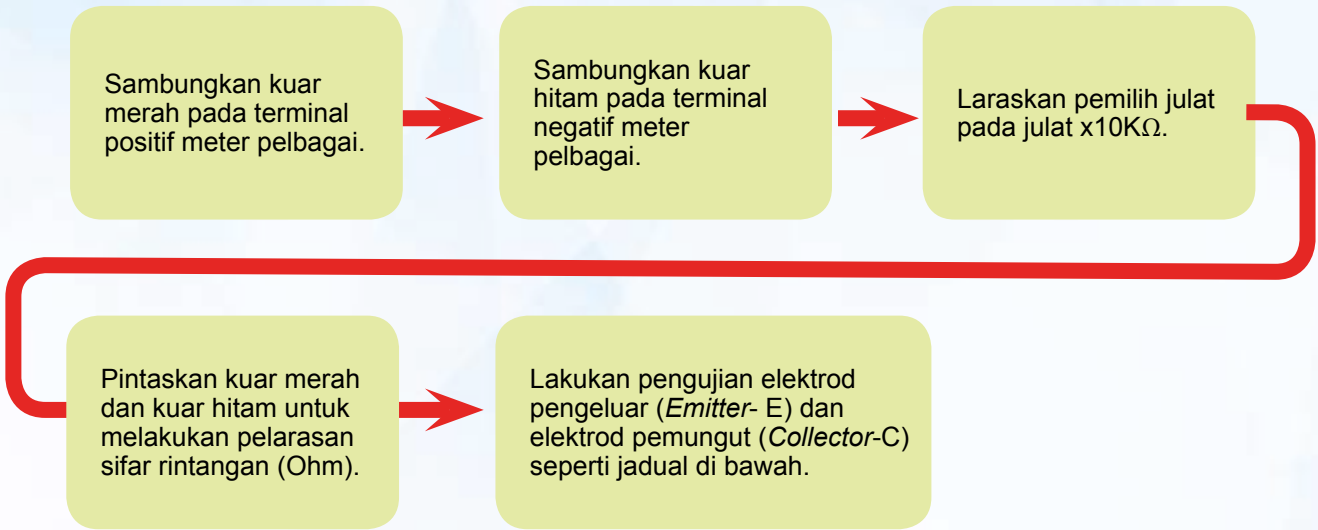 Sambungkan kuar
merah pada terminal
positif meter pelbagai.
Sambungkan kuar
hitam pada terminal
negatif meter
pelbagai.
Laraskan pemilih julat
pada julat x10KΩ.
Pintaskan kuar merah
dan kuar hitam untuk
melakukan pelarasan
sifar rintangan (Ohm).
Lakukan pengujian elektrod
pengeluar (Emitter- E) dan
elektrod pemungut (Collector-C)
seperti jadual di bawah.